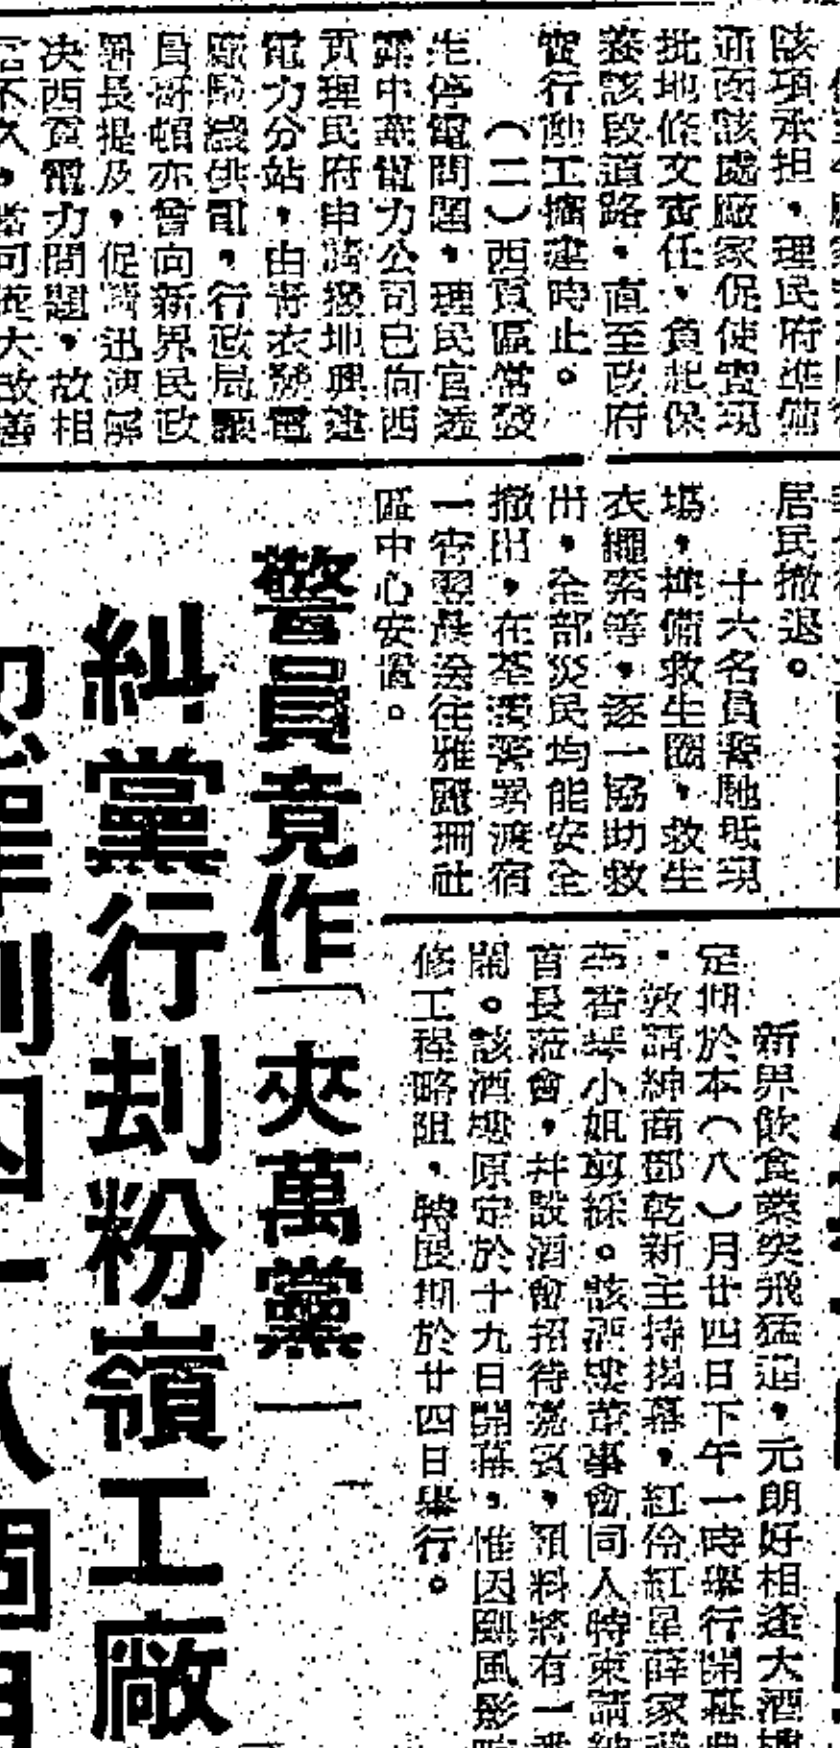 該項承担，理民府準備
通函該處廠家促使實現
批地條文責任，負起保
養該段道路，直至政府
實行動工擴建時止。
（二）西貢區常發
生停電問題，理民官透
露中華電力公司已向西
貢理民府申請撥地興建
電力分站，由青衣發電
廠駁線供電，行政局議
員哥頓亦曾向新界民政
署長提及，促請迅速解
決西貢電力問題，故相
信不久，當可獲大改善
居民撤退。
十六名員警馳抵現
場，準備救生圈，救生
衣繩索等，逐一協助救
出，全部災民均能安全
撤出，在荃灣警署渡宿
一宵翌晨送往雅麗珊社
區中心安置。
新界飲食業突飛猛進，元朗好相逢大酒樓
定期於本（八）月廿四日下午一時舉行開幕典
，敦請紳商鄧乾新主持揭幕，紅伶紅星薛家
香琴小姐剪綵。該酒樓董事會同人特柬請紳
首長蒞會，并設酒會招待嘉賓，預料將有一番
鬧。該酒樓原定於十九日開幕，惟因颶風影响
修工程略阻，轉展期於廿四日舉行。
警員竟作「夾萬黨」
糾黨行刦粉嶺工廠